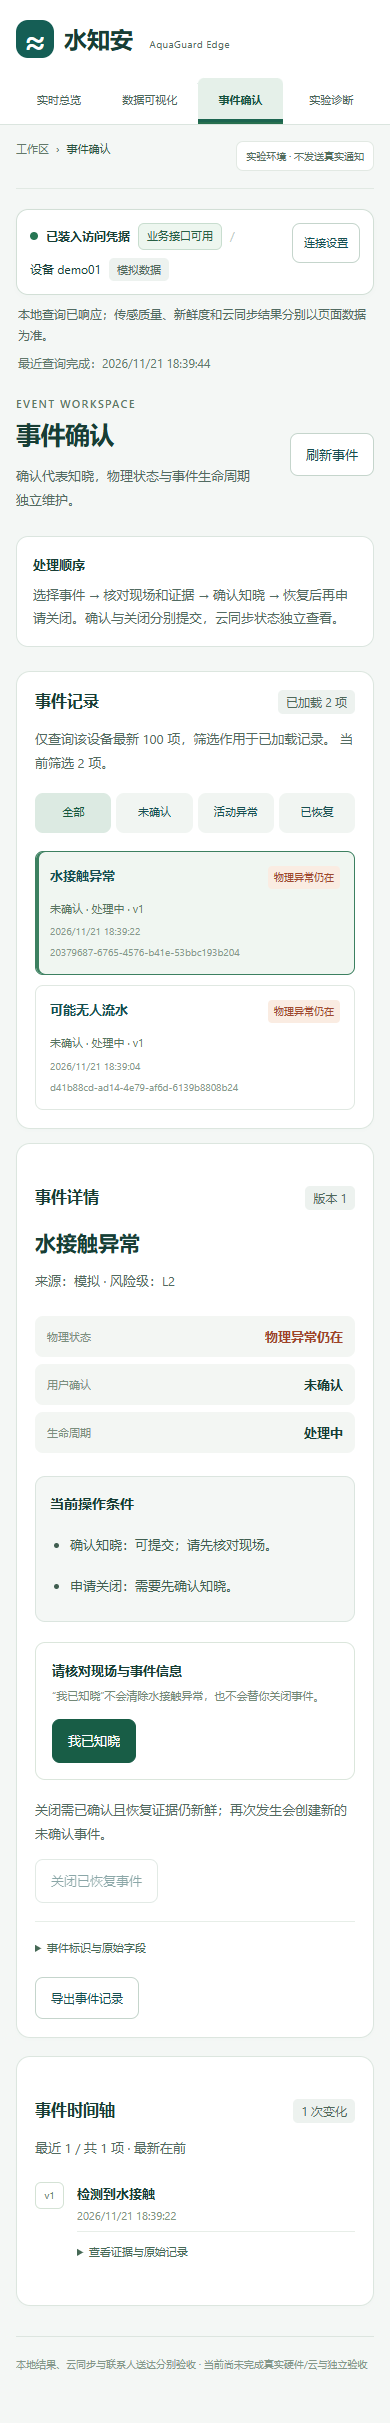 水知安 AquaGuard Edge
实时总览 数据可视化 事件确认 实验诊断
工作区 › 事件确认 实验环境 · 不发送真实通知
已装入访问凭据 业务接口可用 / 连接设置
设备 demo01 模拟数据
本地查询已响应；传感质量、新鲜度和云同步结果分别以页面数据
为准。
最近查询完成：2026/11/21 18:39:44
EVENT WORKSPACE
事件确认
刷新事件
确认代表知晓，物理状态与事件生命周期
独立维护。
处理顺序
选择事件 → 核对现场和证据 → 确认知晓 → 恢复后再申
请关闭。确认与关闭分别提交，云同步状态独立查看。
事件记录 已加载 2 项
仅查询该设备最新 100 项，筛选作用于已加载记录。 当
前筛选 2 项。
全部 未确认 活动异常 已恢复
水接触异常 物理异常仍在
未确认 · 处理中 · v1
2026/11/21 18:39:22
20379687-6765-4576-b41e-53bbc193b204
可能无人流水 物理异常仍在
未确认 · 处理中 · v1
2026/11/21 18:39:04
d41b88cd-ad14-4e79-af6d-6139b8808b24
事件详情 版本 1
水接触异常
来源：模拟 · 风险级：L2
物理状态 物理异常仍在
用户确认 未确认
生命周期 处理中
当前操作条件
• 确认知晓：可提交；请先核对现场。
• 申请关闭：需要先确认知晓。
请核对现场与事件信息
“我已知晓”不会清除水接触异常，也不会替你关闭事件。
我已知晓
关闭需已确认且恢复证据仍新鲜；再次发生会创建新的
未确认事件。
关闭已恢复事件
▶ 事件标识与原始字段
导出事件记录
事件时间轴 1 次变化
最近 1 / 共 1 项 · 最新在前
v1 检测到水接触
2026/11/21 18:39:22
▶ 查看证据与原始记录
本地结果、云同步与联系人送达分别验收 · 当前尚未完成真实硬件/云与独立验收